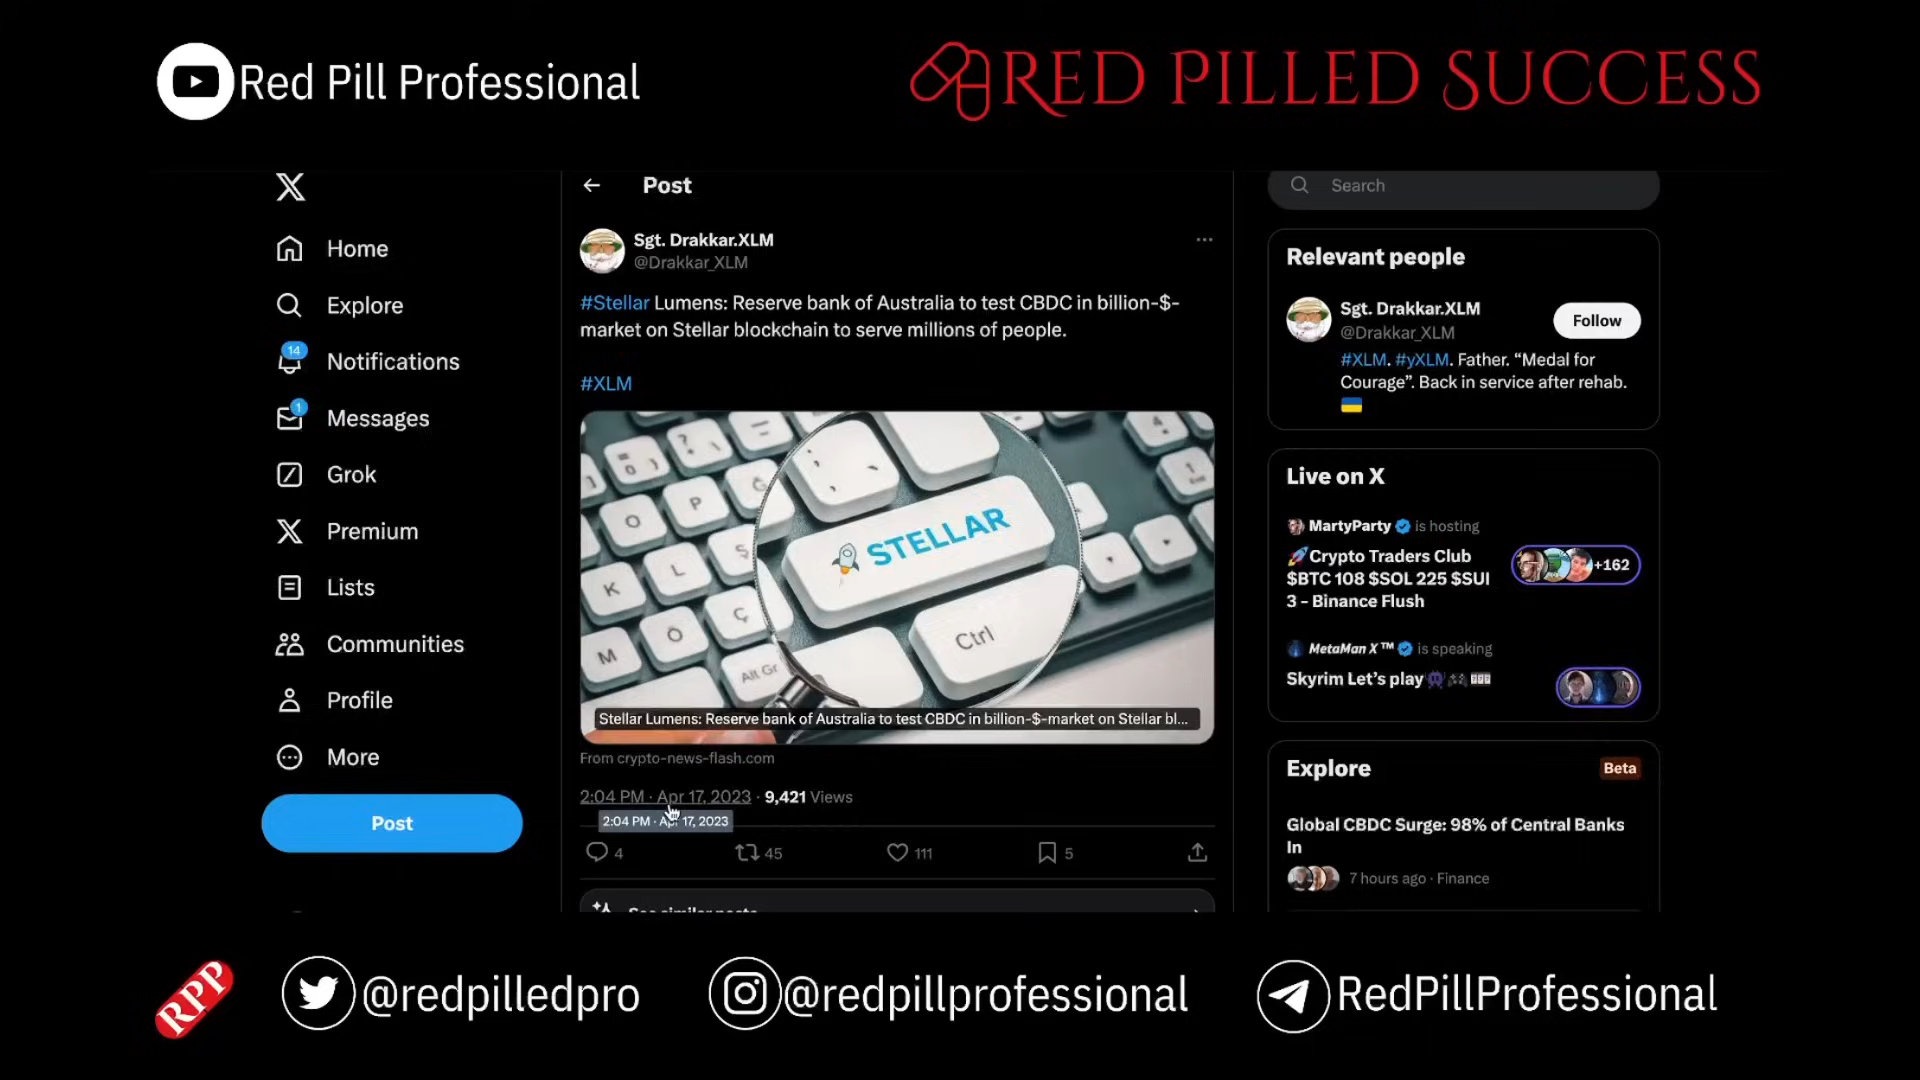 Red Pill Professional
RED PILLED SUCCESS
Home
Explore
14
Notifications
1
Messages
Grok
Premium
Lists
Communities
Profile
More
Post
Post
Sgt. Drakkar.XLM
@Drakkar_XLM
#Stellar Lumens: Reserve bank of Australia to test CBDC in billion-$-
market on Stellar blockchain to serve millions of people.
#XLM
STELLAR
Ctrl
Alt Gr
Stellar Lumens: Reserve bank of Australia to test CBDC in billion-$-market on Stellar bl...
From crypto-news-flash.com
2:04 PM · Apr 17, 2023 · 9,421 Views
2:04 PM · Apr 17, 2023
4 45 111 5
See similar posts
Search
Relevant people
Sgt. Drakkar.XLM
@Drakkar_XLM
Follow
#XLM. #yXLM. Father. “Medal for
Courage”. Back in service after rehab.
Live on X
MartyParty is hosting
🚀Crypto Traders Club
$BTC 108 $SOL 225 $SUI
3 - Binance Flush
+162
MetaMan X™ is speaking
Skyrim Let’s play
Explore
Beta
Global CBDC Surge: 98% of Central Banks
In
7 hours ago · Finance
RPP
@redpilledpro
@redpillprofessional
RedPillProfessional